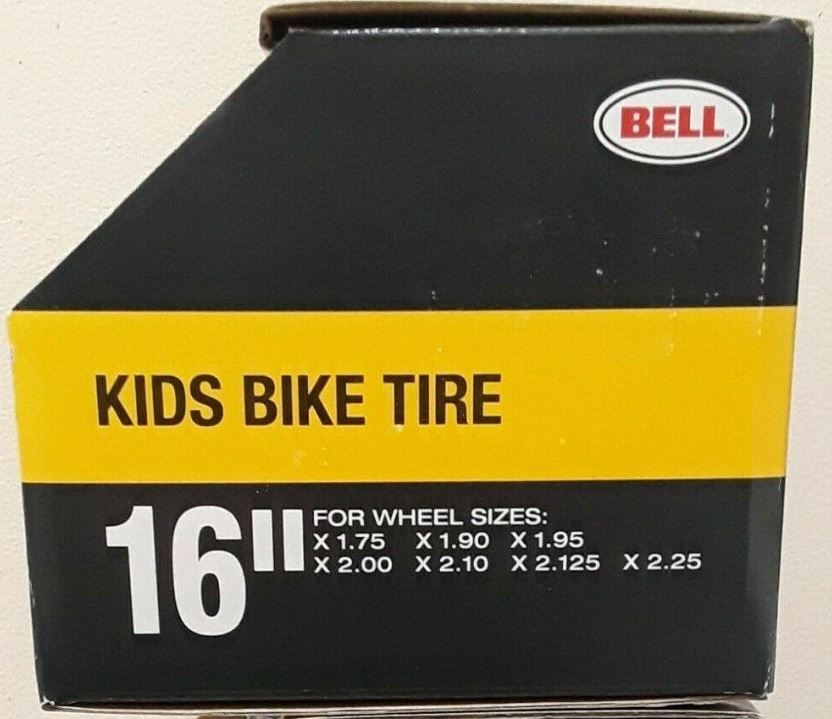 BELL
KIDS BIKE TIRE
16"
FOR WHEEL SIZES:
X 1.75 X 1.90 X 1.95
X 2.00 X 2.10 X 2.125 X 2.25